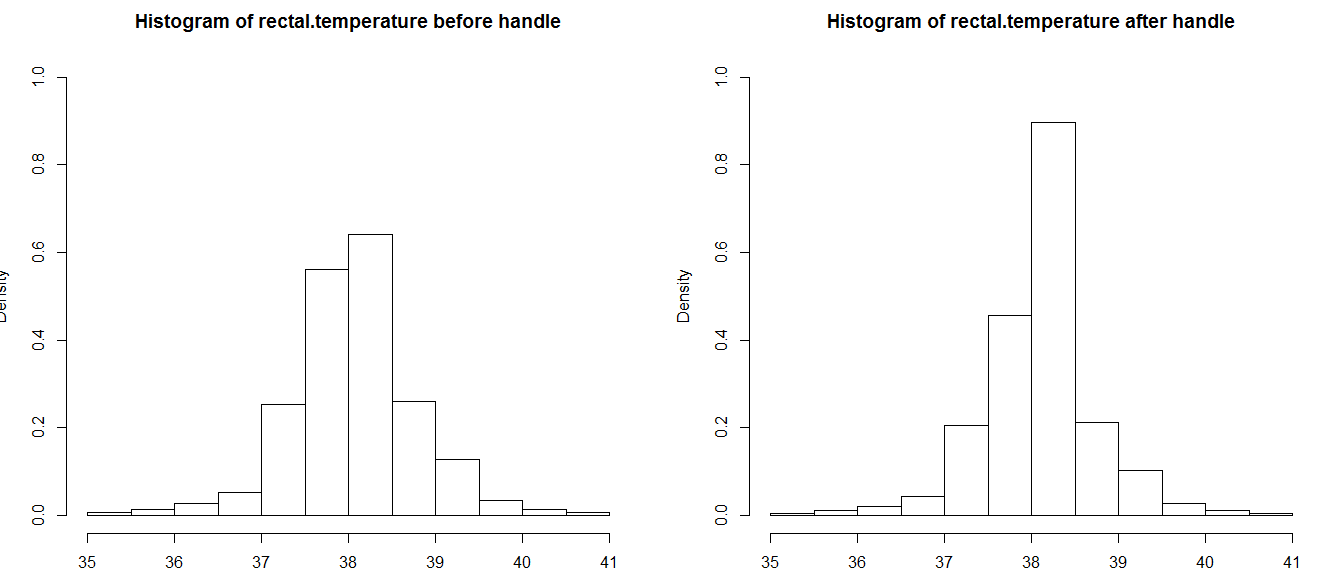 Histogram of rectal.temperature before handle
Density
0.0 0.2 0.4 0.6 0.8 1.0
35 36 37 38 39 40 41
Histogram of rectal.temperature after handle
Density
0.0 0.2 0.4 0.6 0.8 1.0
35 36 37 38 39 40 41